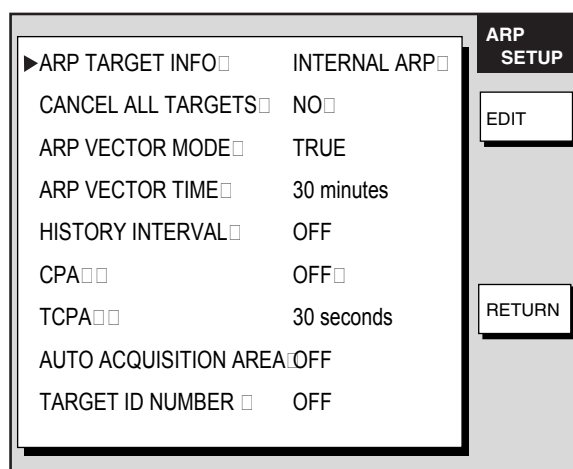 ARP
SETUP
▶ARP TARGET INFO□ INTERNAL ARP□
CANCEL ALL TARGETS□ NO□
ARP VECTOR MODE□ TRUE
ARP VECTOR TIME□ 30 minutes
HISTORY INTERVAL□ OFF
CPA□□ OFF□
TCPA□□ 30 seconds
AUTO ACQUISITION AREA□OFF
TARGET ID NUMBER □ OFF
EDIT
RETURN